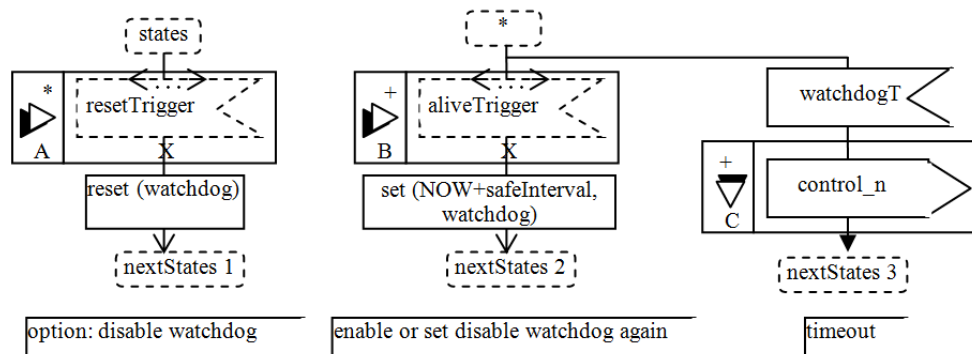 states
*
*
resetTrigger
A
X
reset (watchdog)
nextStates 1
option: disable watchdog
+
aliveTrigger
B
X
set (NOW+safeInterval,
watchdog)
nextStates 2
enable or set disable watchdog again
watchdogT
+
control_n
C
nextStates 3
timeout